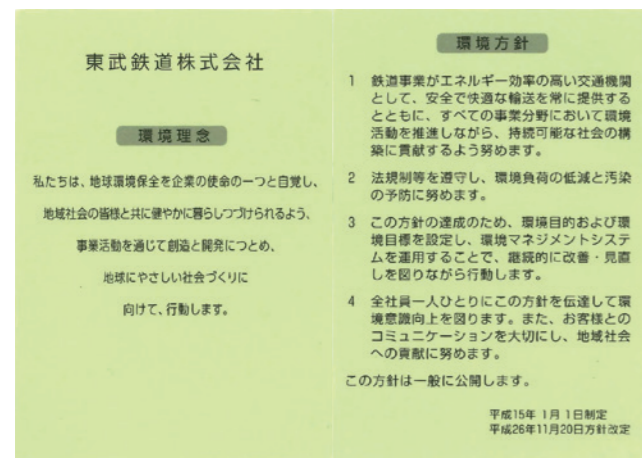 東武鉄道株式会社
環境理念
私たちは、地球環境保全を企業の使命の一つと自覚し、
地域社会の皆様と共に健やかに暮らしつづけられるよう、
事業活動を通じて創造と開発につとめ、
地球にやさしい社会づくりに
向けて、行動します。
環境方針
1 鉄道事業がエネルギー効率の高い交通機関
として、安全で快適な輸送を常に提供する
とともに、すべての事業分野において環境
活動を推進しながら、持続可能な社会の構
築に貢献するよう努めます。
2 法規制等を遵守し、環境負荷の低減と汚染
の予防に努めます。
3 この方針の達成のため、環境目的および環
境目標を設定し、環境マネジメントシステ
ムを運用することで、継続的に改善・見直
しを図りながら行動します。
4 全社員一人ひとりにこの方針を伝達して環
境意識向上を図ります。また、お客様との
コミュニケーションを大切にし、地域社会
への貢献に努めます。
この方針は一般に公開します。
平成15年 1月 1日制定
平成26年11月20日方針改定